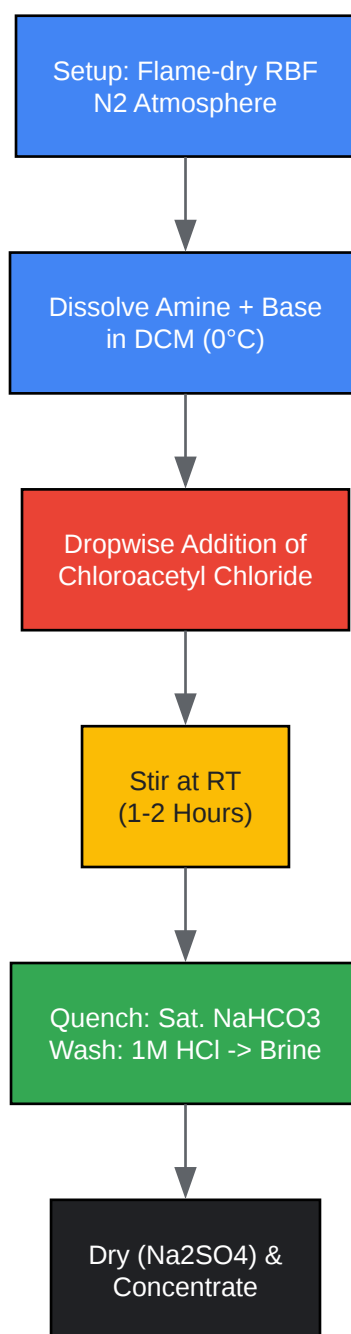 Setup: Flame-dry RBF
N2 Atmosphere
Dissolve Amine + Base
in DCM (0°C)
Dropwise Addition of
Chloroacetyl Chloride
Stir at RT
(1-2 Hours)
Quench: Sat. NaHCO3
Wash: 1M HCl -> Brine
Dry (Na2SO4) &
Concentrate